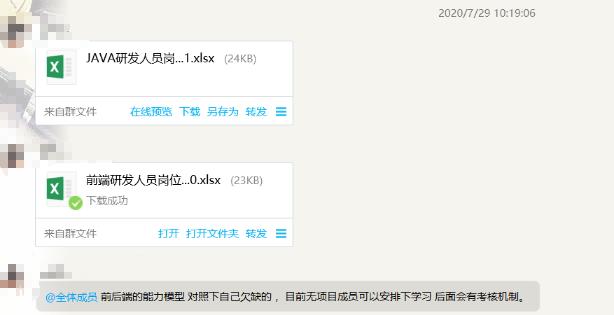 2020/7/29 10:19:06
JAVA研发人员岗...1.xlsx (24KB)
来自群文件 在线预览 下载 另存为 转发
前端研发人员岗位...0.xlsx (23KB)
下载成功
来自群文件 打开 打开文件夹 转发
@全体成员 前后端的能力模型 对照下自己欠缺的 ，目前无项目成员可以安排下学习 后面会有考核机制。